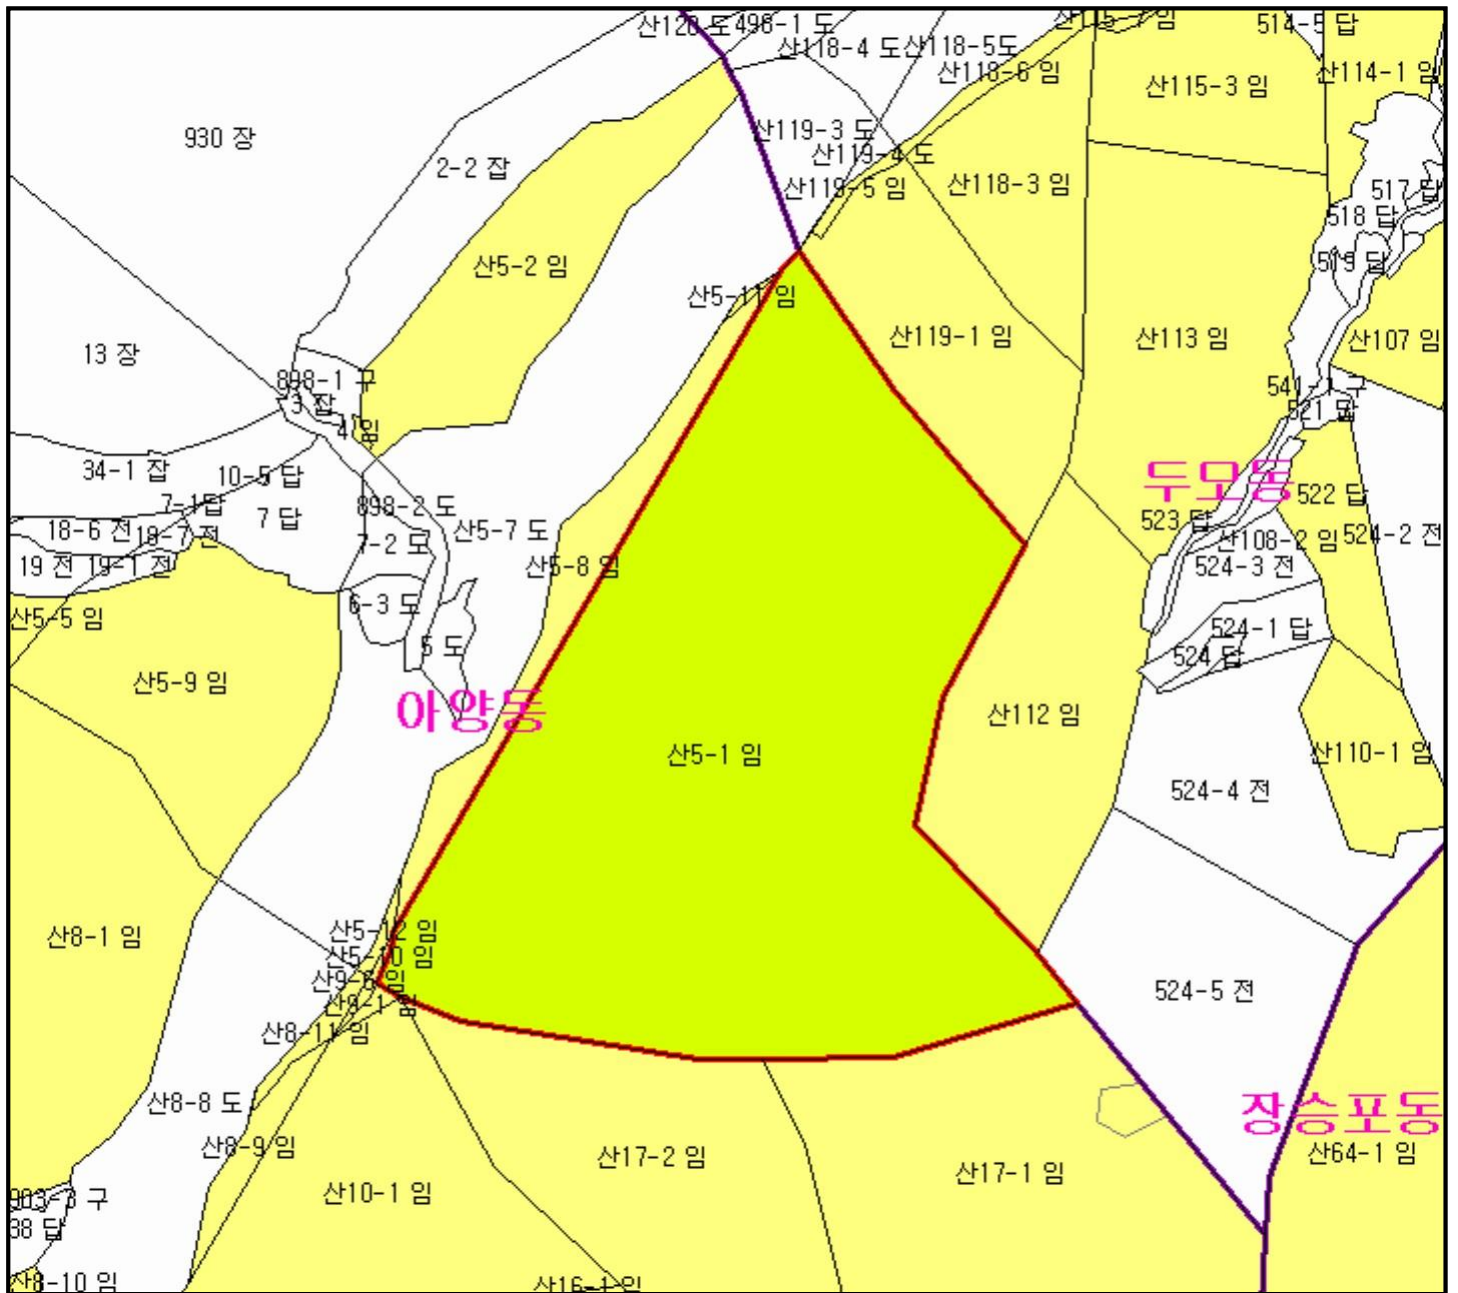 산120 도
498-1 도
산118-4 도
산118-5도
산118-6 임
514-5 답
산115-3 임
산114-1 임
930 장
2-2 잡
산119-3 도
산119-4 도
산119-5 임
산118-3 임
517 답
518 답
519 답
산5-2 임
산5-11 임
산119-1 임
산113 임
산107 임
13 장
898-1 구
3 잡
4 임
541-1 구
521 답
34-1 잡
10-5 답
7-1답
7 답
898-2 도
산5-7 도
두모동
522 답
523 답
18-6 전
18-7 전
7-2 도
산108-2 임
524-2 전
19 전
19-1 전
산5-8 임
524-3 전
산5-5 임
6-3 도
5 도
524-1 답
524 답
산5-9 임
아양동
산112 임
산5-1 임
산110-1 임
524-4 전
산8-1 임
산5-12 임
산5-10 임
산9-6 임
산9-1 임
524-5 전
산8-11 임
산8-8 도
장승포동
산8-9 임
산17-2 임
산17-1 임
산64-1 임
산10-1 임
903-3 구
38 답
산8-10 임
산16-1 임